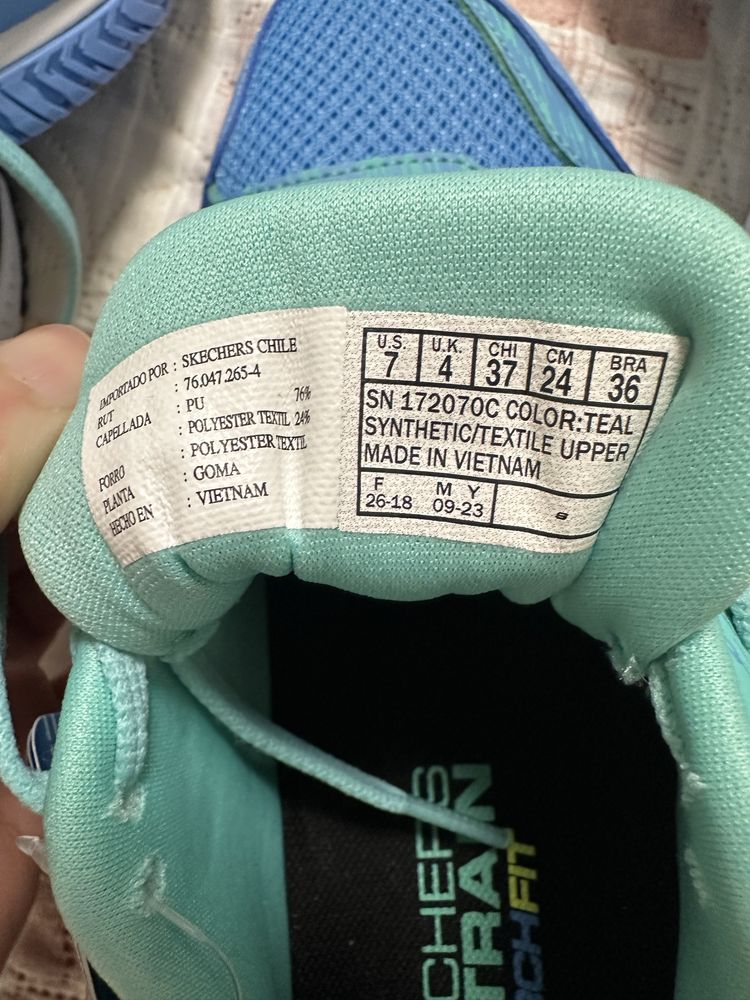 IMPORTADO POR : SKECHERS CHILE
RUT : 76.047.265-4
CAPELLADA : PU 76%
: POLYESTER TEXTIL 24%
FORRO : POLYESTER TEXTIL
PLANTA : GOMA
HECHO EN : VIETNAM
U.S. U.K. CHI CM BRA
7 4 37 24 36
SN 172070C COLOR:TEAL
SYNTHETIC/TEXTILE UPPER
MADE IN VIETNAM
F M Y
26-18 09-23
CHERS
TRAIN
CHFIT